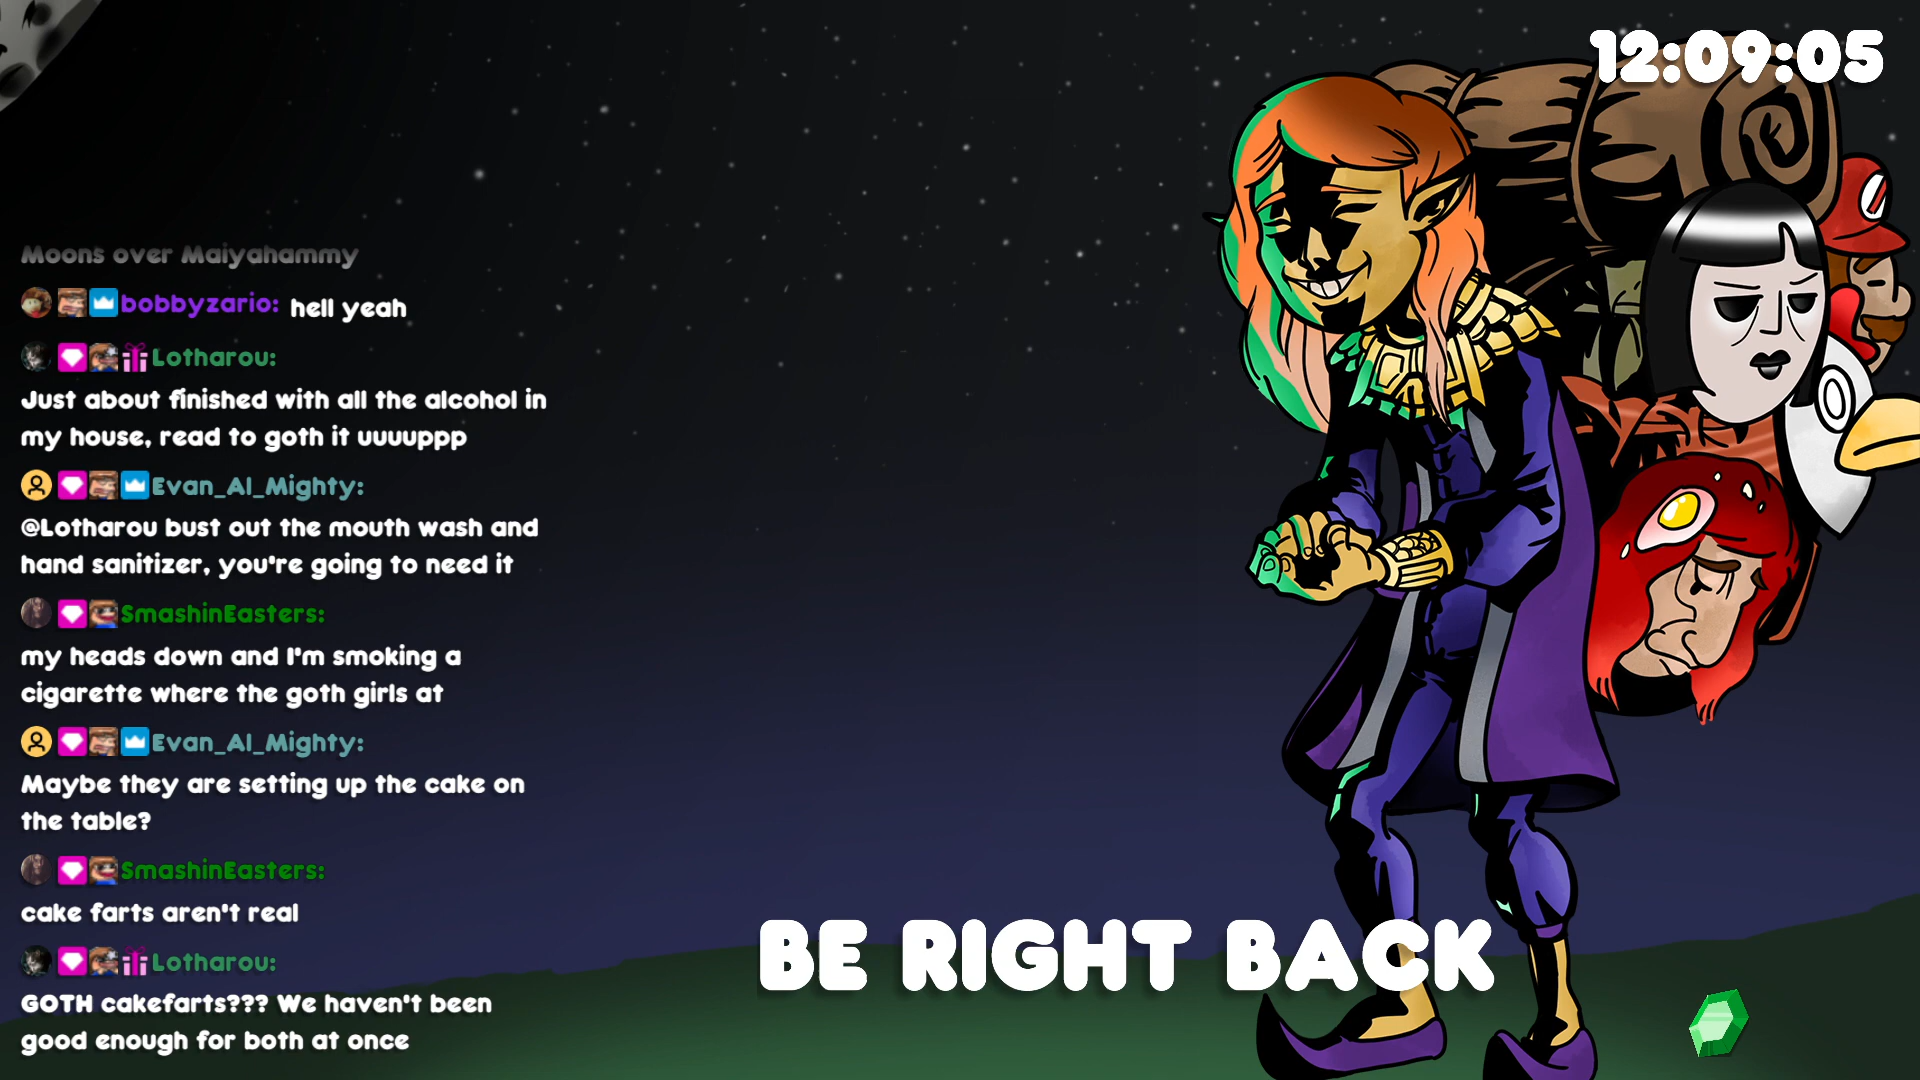 12:09:05
Moons over Maiyahammy
bobbyzario: hell yeah
Lotharou:
Just about finished with all the alcohol in
my house, read to goth it uuuuppp
Evan_Al_Mighty:
@Lotharou bust out the mouth wash and
hand sanitizer, you're going to need it
SmashinEasters:
my heads down and I'm smoking a
cigarette where the goth girls at
Evan_Al_Mighty:
Maybe they are setting up the cake on
the table?
SmashinEasters:
cake farts aren't real
Lotharou:
GOTH cakefarts??? We haven't been
good enough for both at once
BE RIGHT BACK